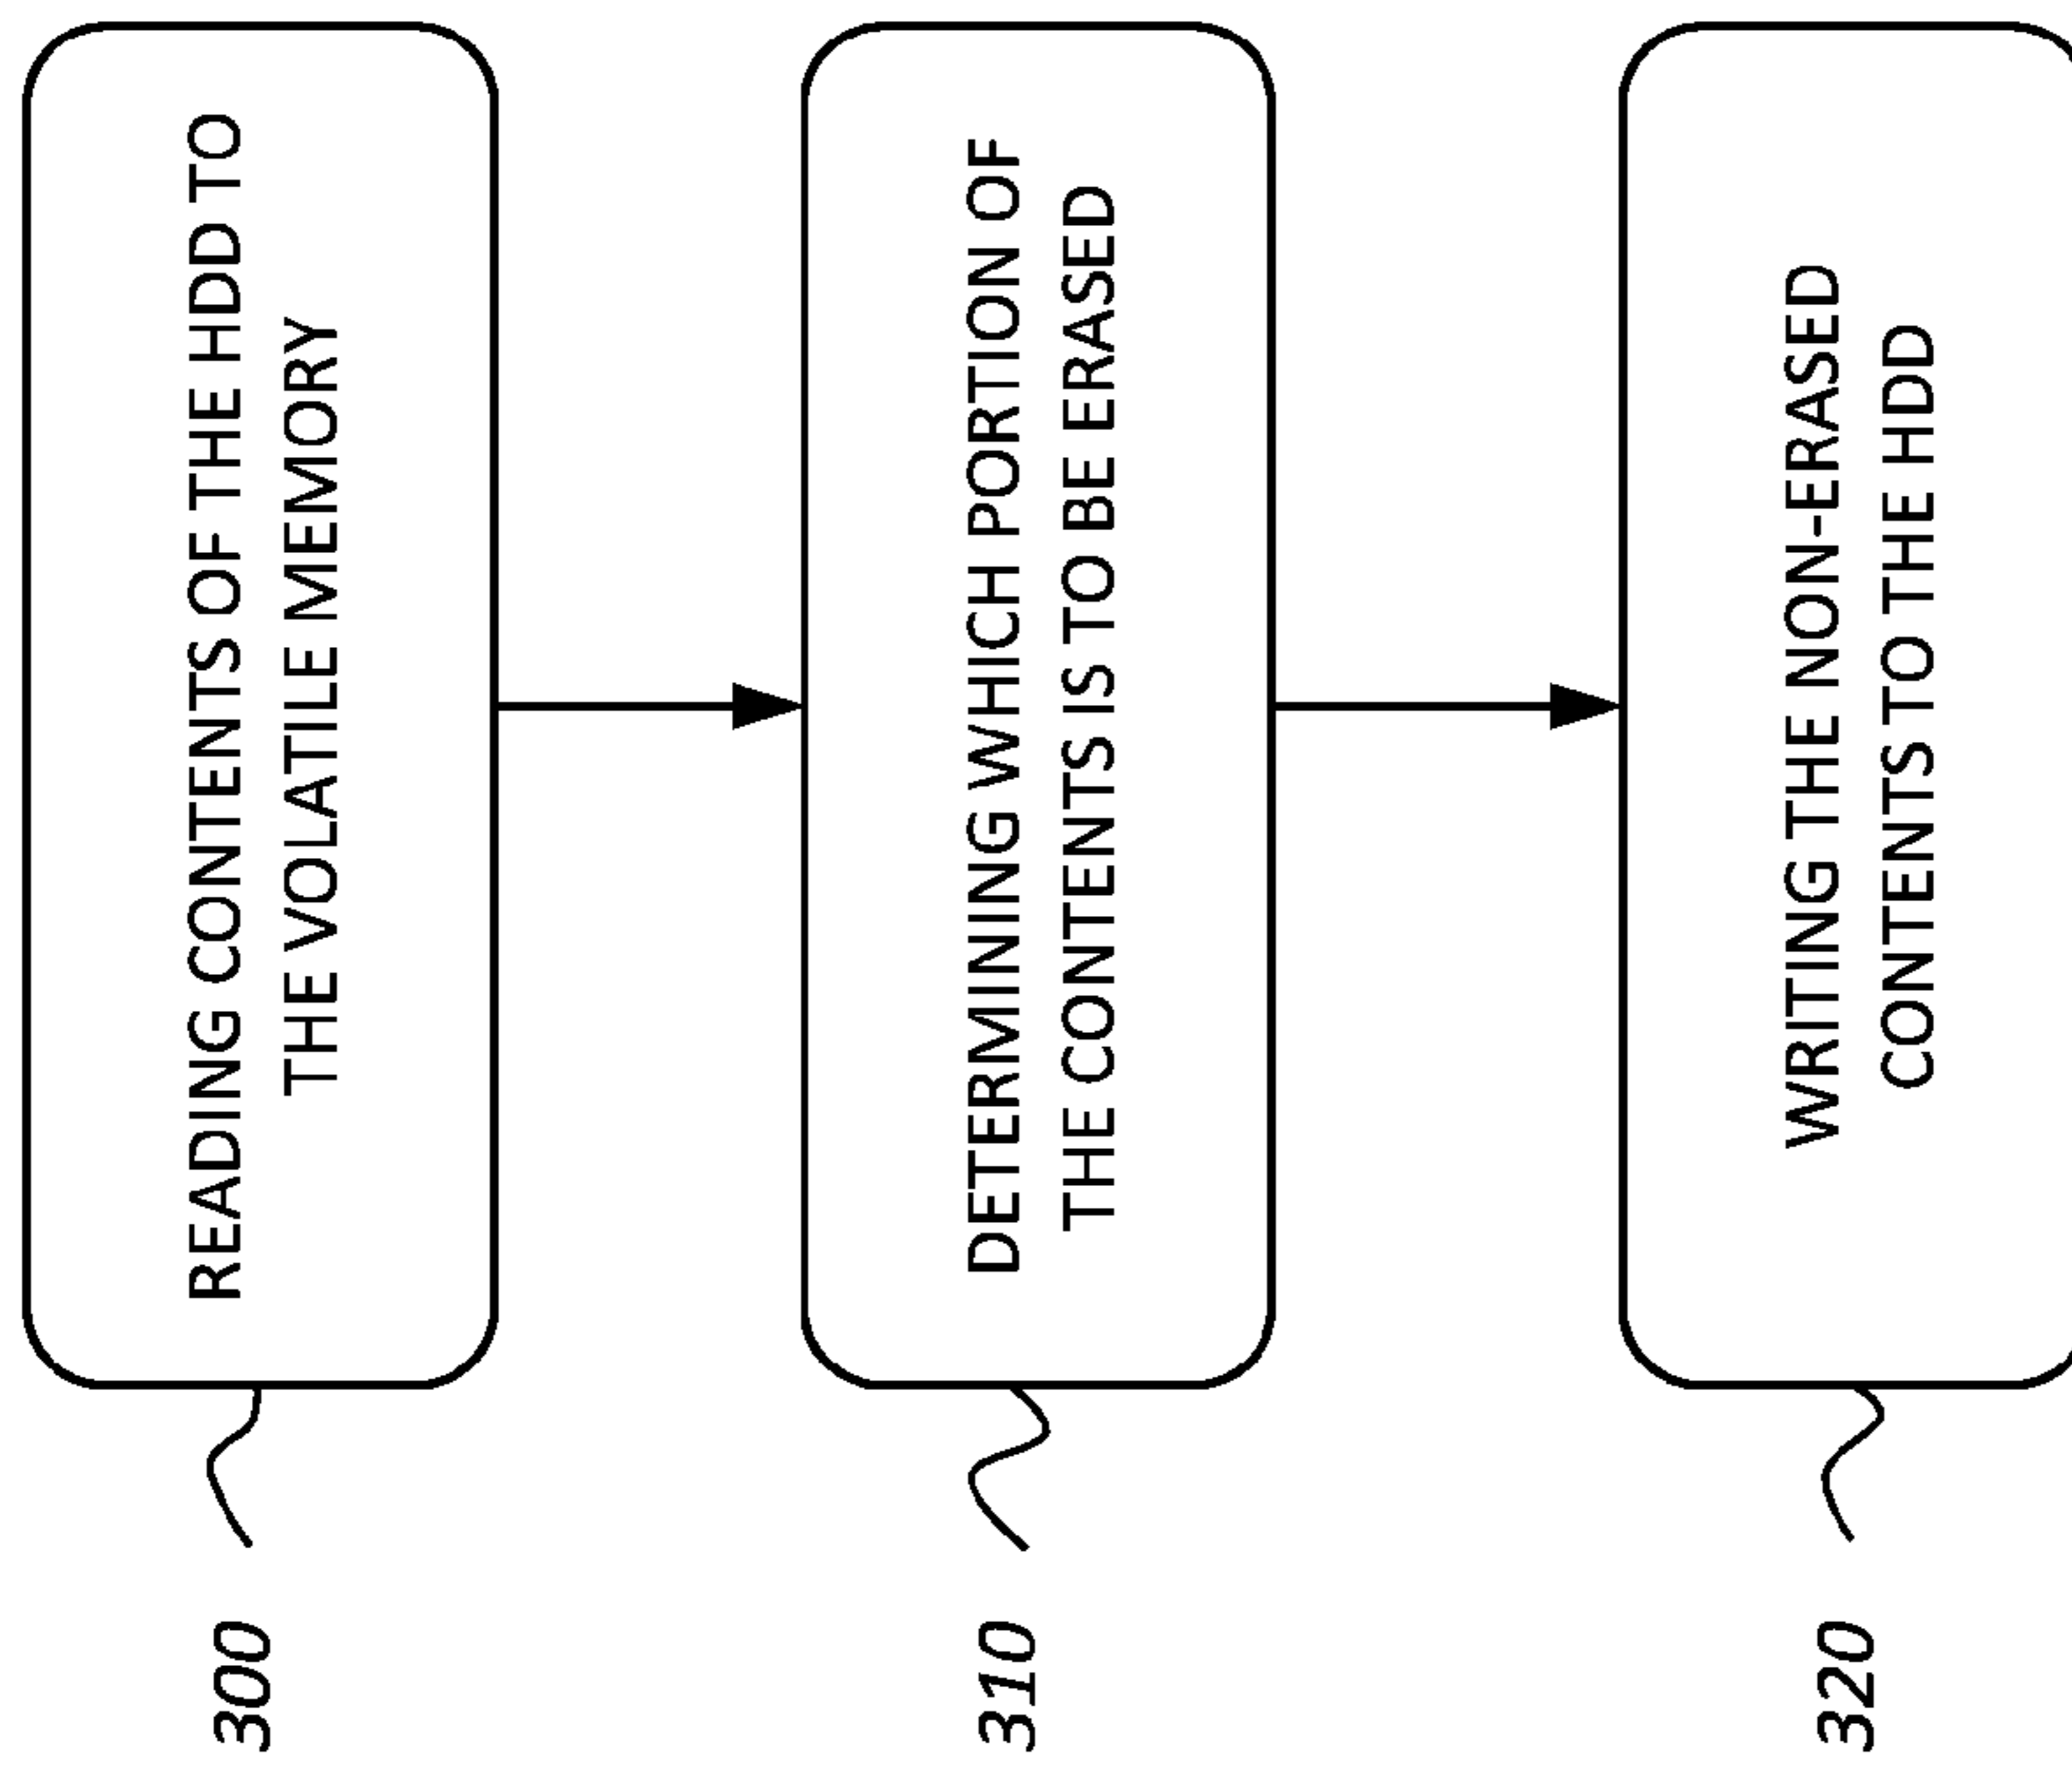 300
READING CONTENTS OF THE HDD TO
THE VOLATILE MEMORY
310
DETERMINING WHICH PORTION OF
THE CONTENTS IS TO BE ERASED
320
WRITING THE NON-ERASED
CONTENTS TO THE HDD